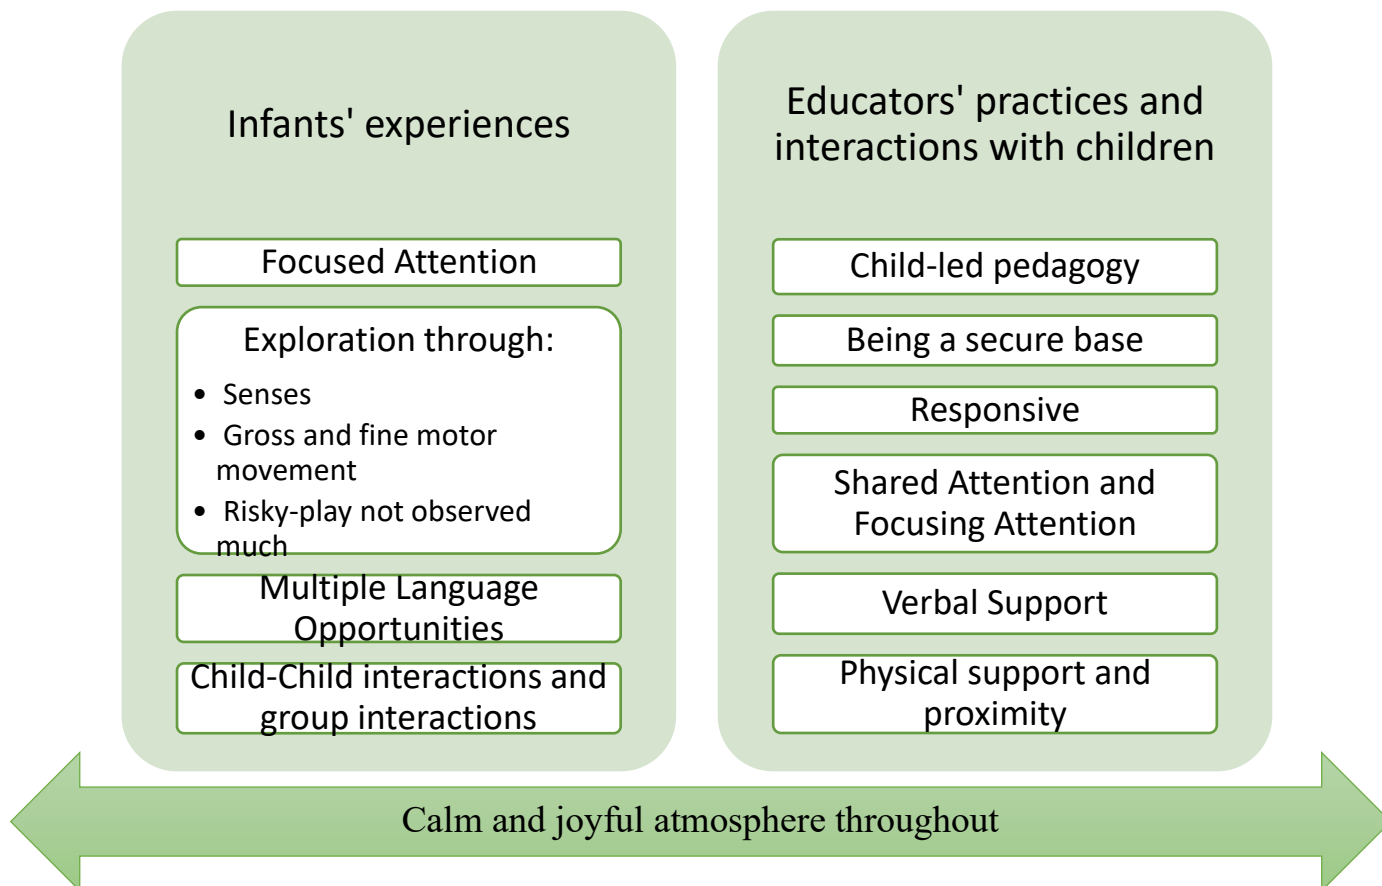 Infants' experiences
Focused Attention
Exploration through:
• Senses
• Gross and fine motor
movement
• Risky-play not observed
much
Multiple Language
Opportunities
Child-Child interactions and
group interactions
Educators' practices and
interactions with children
Child-led pedagogy
Being a secure base
Responsive
Shared Attention and
Focusing Attention
Verbal Support
Physical support and
proximity
Calm and joyful atmosphere throughout